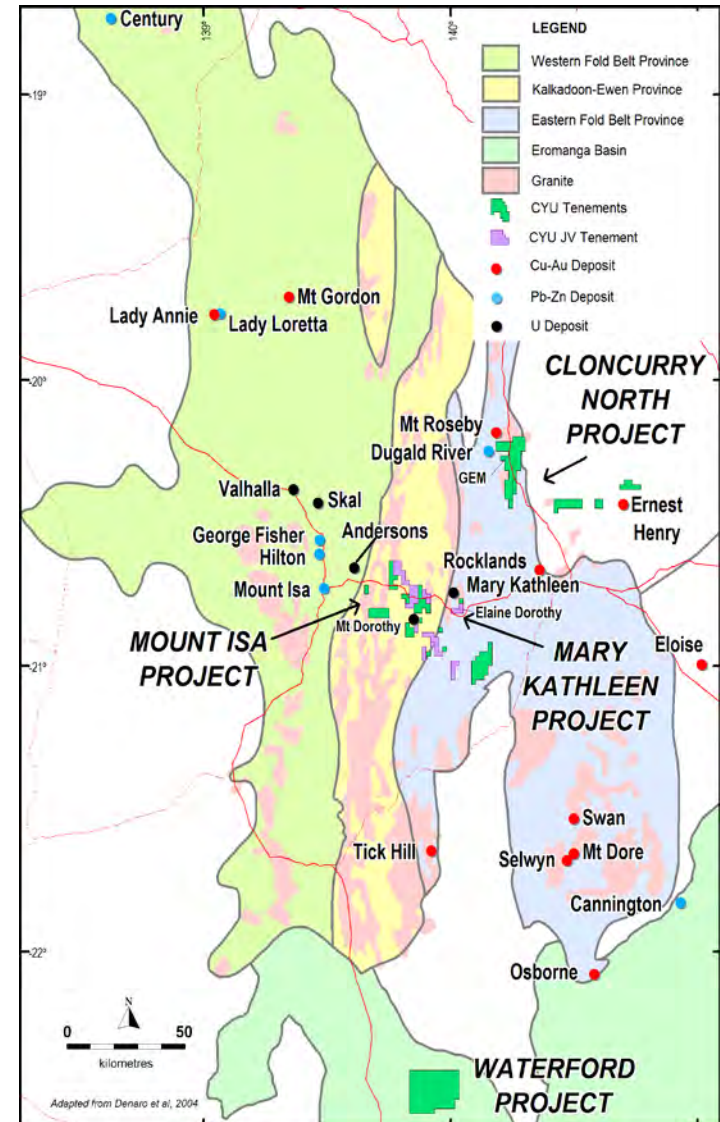 Century
139°
140°
LEGEND
Western Fold Belt Province
Kalkadoon-Ewen Province
Eastern Fold Belt Province
Eromanga Basin
Granite
CYU Tenements
CYU JV Tenement
Cu-Au Deposit
Pb-Zn Deposit
U Deposit
-19°
Mt Gordon
Lady Annie
Lady Loretta
-20°
CLONCURRY
NORTH
PROJECT
Mt Roseby
Dugald River
GEM
Valhalla
Skal
Ernest
Henry
Andersons
George Fisher
Hilton
Rocklands
Mount Isa
Mary Kathleen
Elaine Dorothy
Mt Dorothy
MOUNT ISA
PROJECT
Eloise
-21°
MARY
KATHLEEN
PROJECT
Swan
Tick Hill
Mt Dore
Selwyn
Cannington
-22°
Osborne
N
0 50
kilometres
WATERFORD
PROJECT
Adapted from Denaro et al, 2004